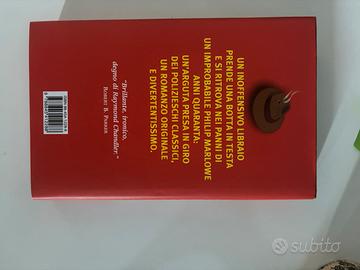 UN INOFFENSIVO LIBRAIO
PRENDE UNA BOTTA IN TESTA
E SI RITROVA NEI PANNI DI
UN IMPROBABILE PHILIP MARLOWE
ANNI QUARANTA:
UN'ARGUTA PRESA IN GIRO
DEI POLIZIESCHI CLASSICI,
UN ROMANZO ORIGINALE
E DIVERTENTISSIMO.
"Brillante, ironico,
degno di Raymond Chandler."
ROBERT B. PARKER
subito